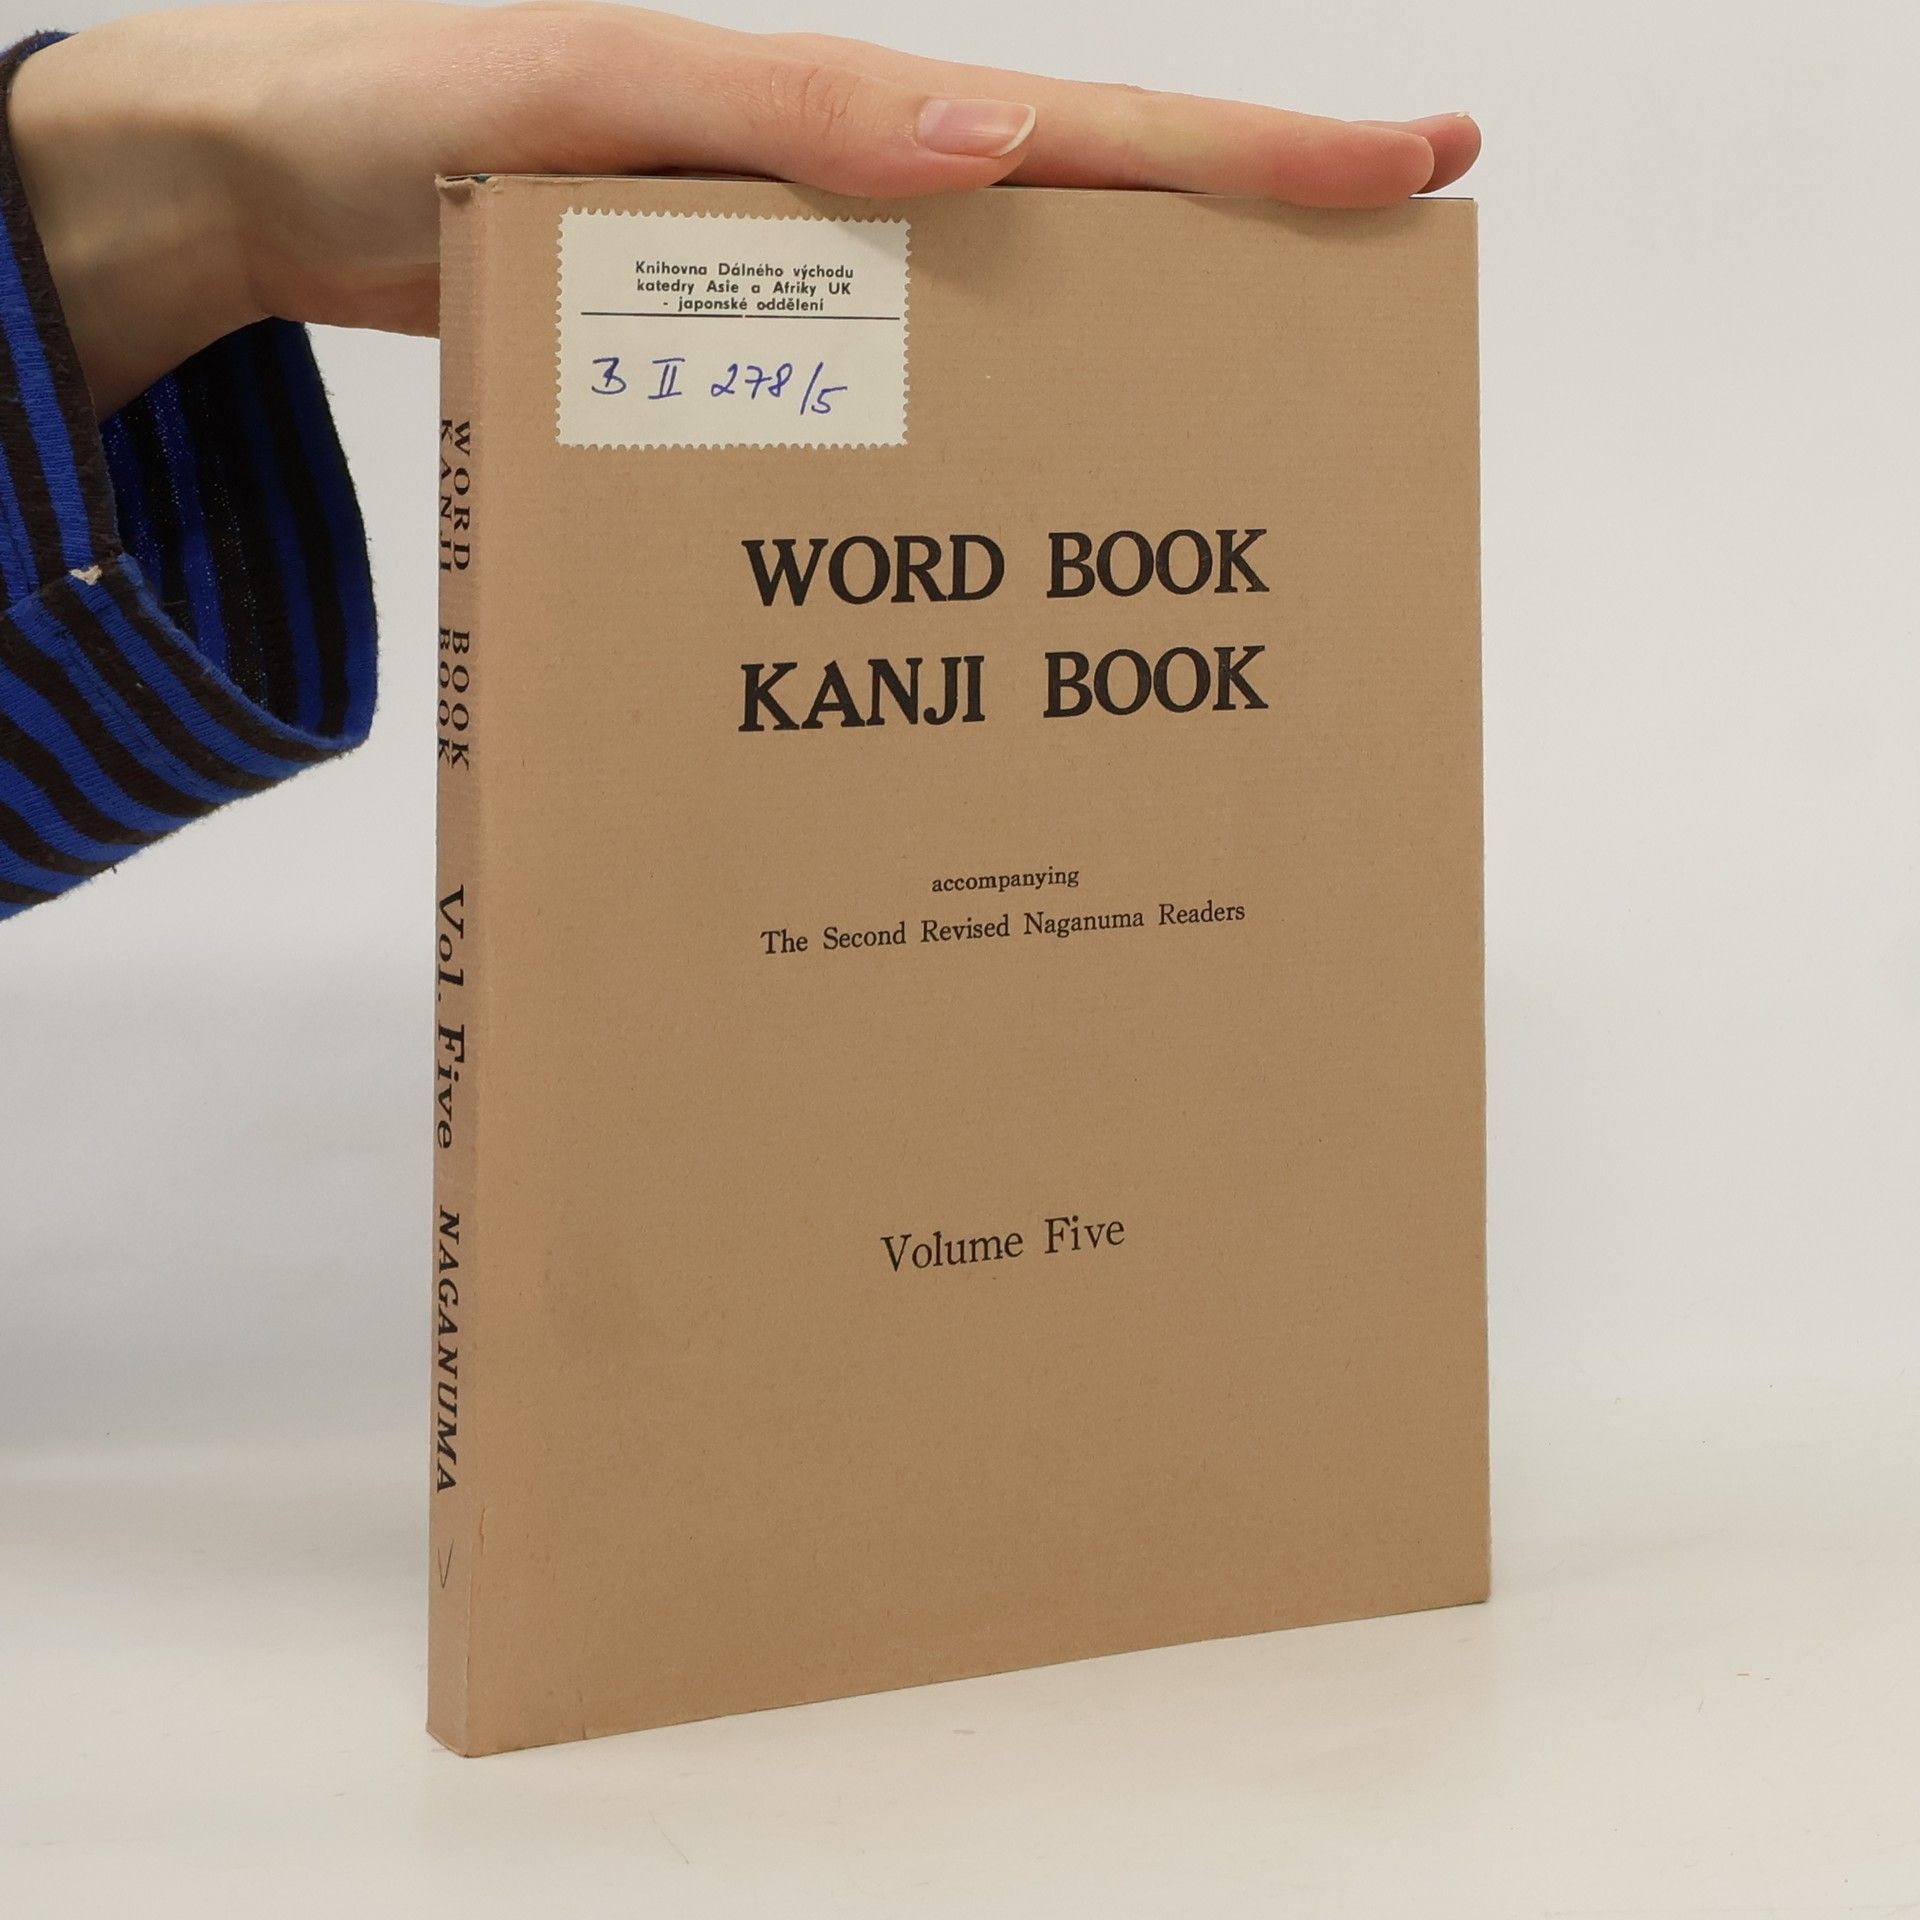 Knihovna Dálného východu
katedry Asie a Afriky UK
- japonské oddělení
B II 278/5
WORD BOOK
KANJI BOOK
accompanying
The Second Revised Naganuma Readers
Volume Five
WORD BOOK
KANJI BOOK
Vol. Five
NAGANUMA